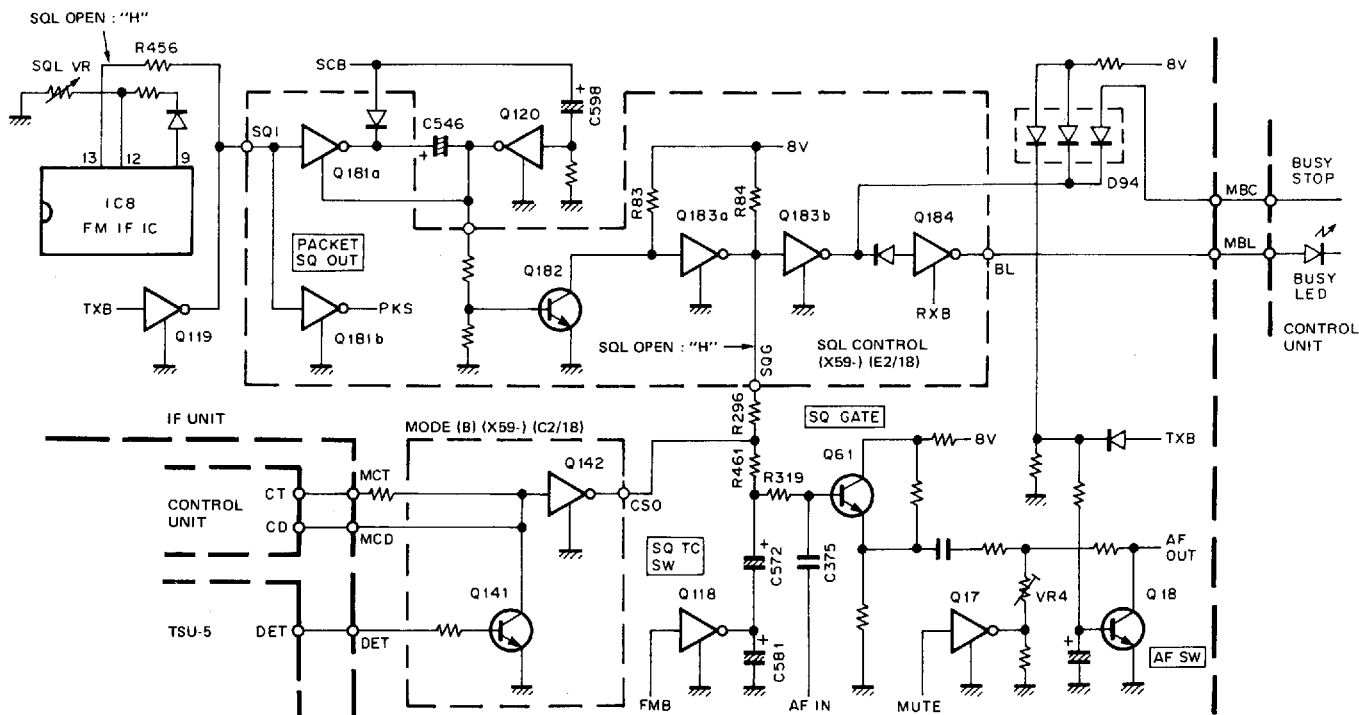 SQL OPEN : "H"
R456
SQL VR
13
12
9
IC8
FM IF IC
TXB
Q119
SQ1
Q181a
PACKET
SQ OUT
Q181b
PKS
SCB
C546
Q120
C598
Q182
R83
8V
R84
Q183a
Q183b
Q184
RXB
BL
SQL OPEN : "H"
SQG
SQL CONTROL
(X59-) (E2/18)
8V
D94
MBC
BUSY
STOP
MBL
BUSY
LED
CONTROL
UNIT
IF UNIT
CONTROL
UNIT
CT
CD
MCT
MCD
TSU-5
DET
DET
MODE (B) (X59-) (C2/18)
Q142
Q141
CSO
R296
R461
R319
SQ GATE
Q61
8V
SQ TC
SW
Q118
C572
C581
C375
FMB
AF IN
MUTE
Q17
VR4
TXB
AF
OUT
Q18
AF SW